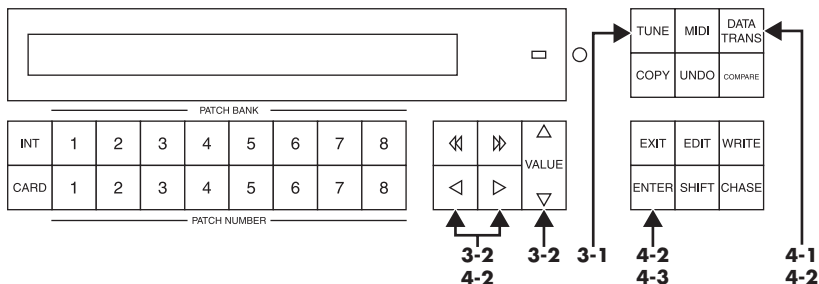 TUNE MIDI DATA TRANS
COPY UNDO COMPARE
PATCH BANK
INT 1 2 3 4 5 6 7 8
CARD 1 2 3 4 5 6 7 8
PATCH NUMBER
VALUE
EXIT EDIT WRITE
ENTER SHIFT CHASE
3-2 3-2 3-1 4-2 4-1
4-2 4-3 4-2